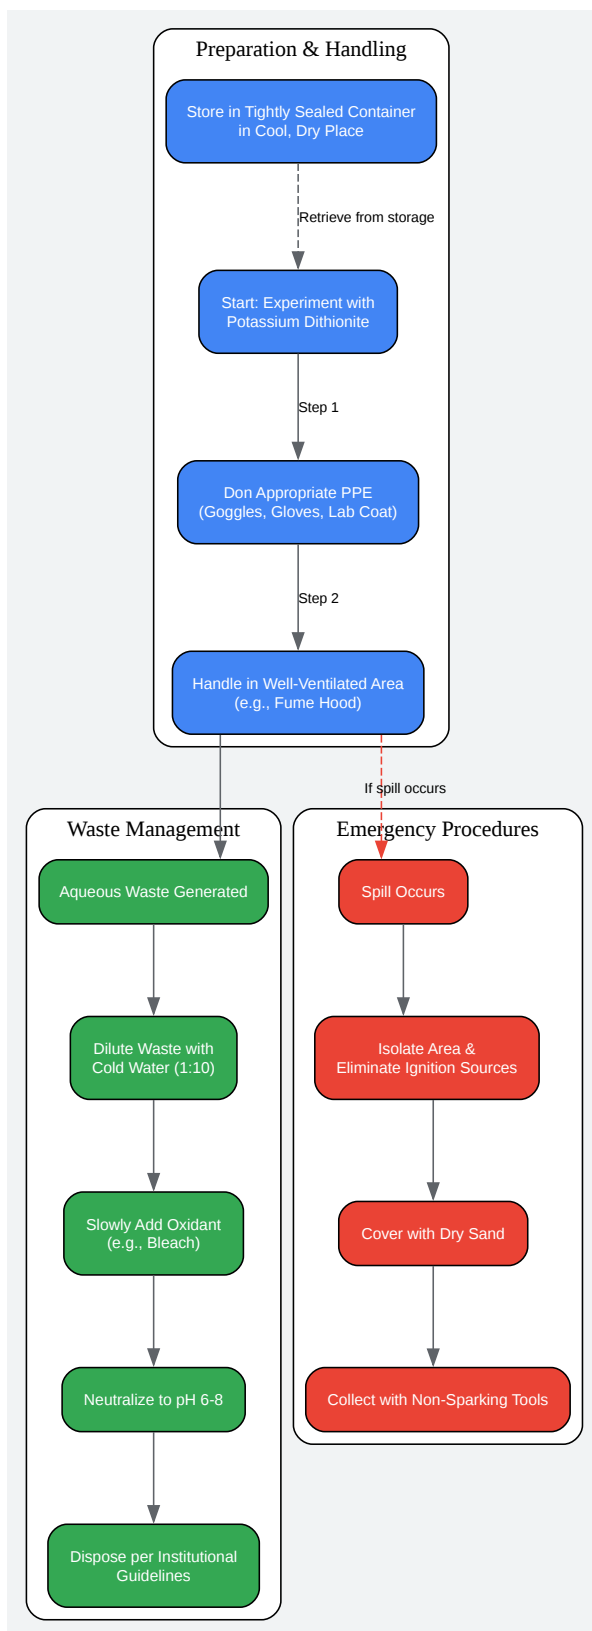 Preparation & Handling
Store in Tightly Sealed Container
in Cool, Dry Place
Retrieve from storage
Start: Experiment with
Potassium Dithionite
Step 1
Don Appropriate PPE
(Goggles, Gloves, Lab Coat)
Step 2
Handle in Well-Ventilated Area
(e.g., Fume Hood)
If spill occurs
Waste Management
Aqueous Waste Generated
Dilute Waste with
Cold Water (1:10)
Slowly Add Oxidant
(e.g., Bleach)
Neutralize to pH 6-8
Dispose per Institutional
Guidelines
Emergency Procedures
Spill Occurs
Isolate Area &
Eliminate Ignition Sources
Cover with Dry Sand
Collect with Non-Sparking Tools